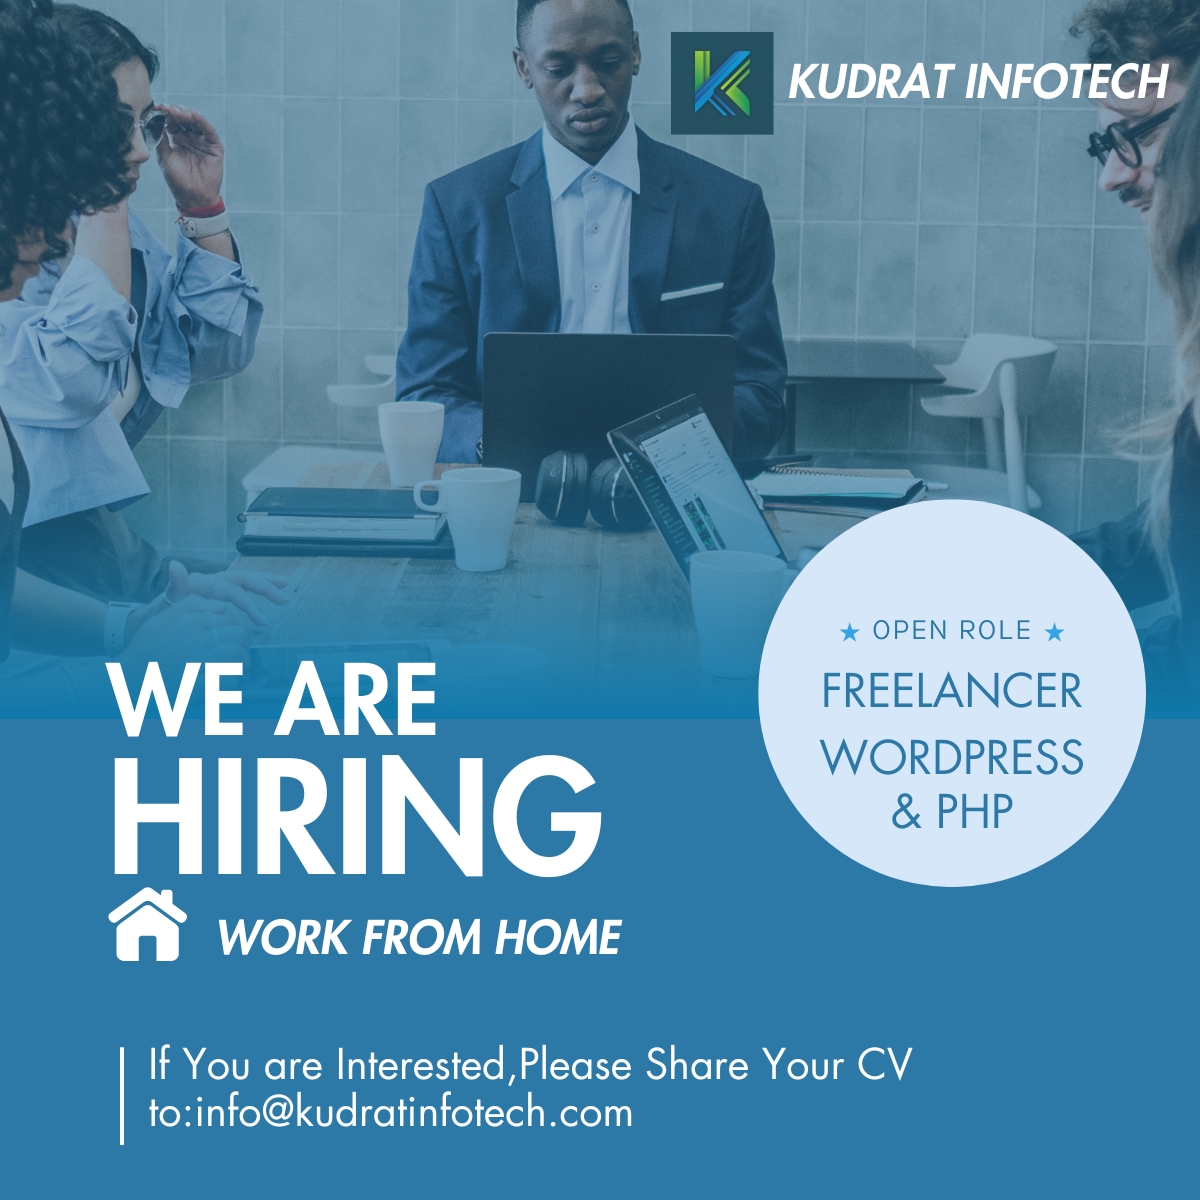 KUDRAT INFOTECH
★ OPEN ROLE ★
FREELANCER
WORDPRESS
& PHP
WE ARE
HIRING
WORK FROM HOME
If You are Interested,Please Share Your CV
to:info@kudratinfotech.com